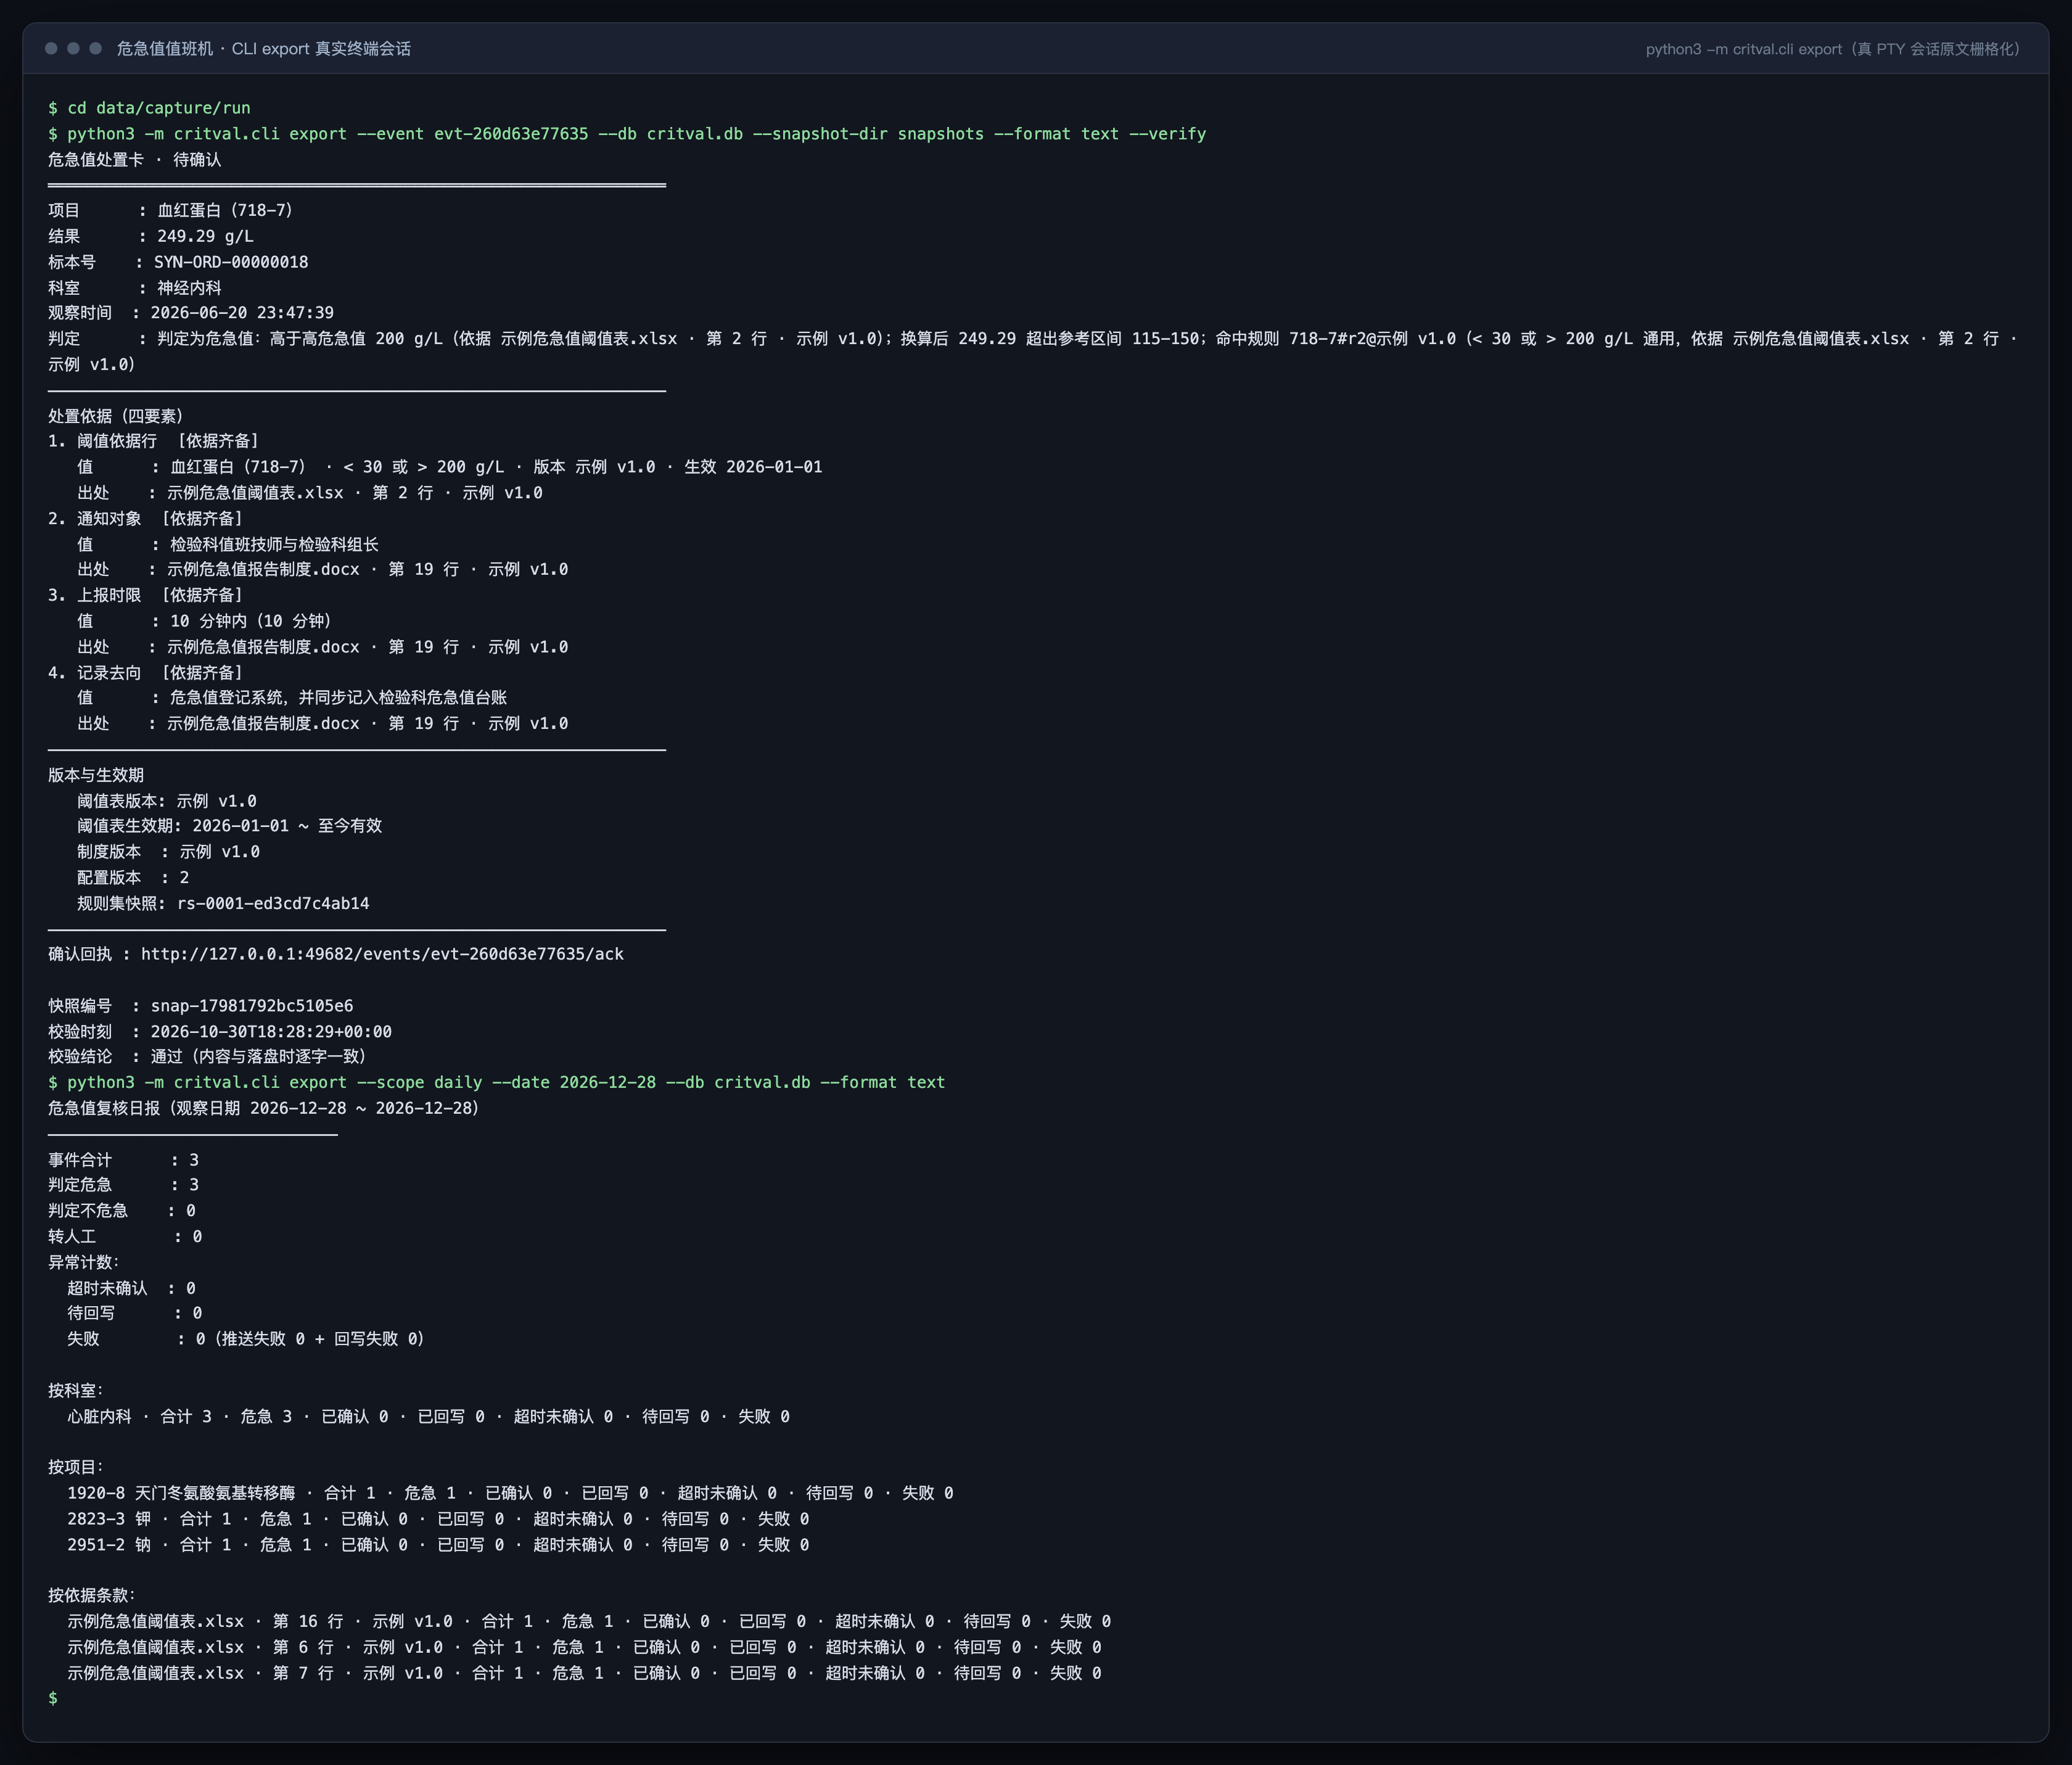 危急值值班机 · CLI export 真实终端会话
python3 -m critval.cli export（真 PTY 会话原文栅格化）
$ cd data/capture/run
$ python3 -m critval.cli export --event evt-260d63e77635 --db critval.db --snapshot-dir snapshots --format text --verify
危急值处置卡 · 待确认
项目 : 血红蛋白（718-7）
结果 : 249.29 g/L
标本号 : SYN-ORD-00000018
科室 : 神经内科
观察时间 : 2026-06-20 23:47:39
判定 : 判定为危急值：高于高危急值 200 g/L（依据 示例危急值阈值表.xlsx · 第 2 行 · 示例 v1.0）；换算后 249.29 超出参考区间 115-150；命中规则 718-7#r2@示例 v1.0（< 30 或 > 200 g/L 通用，依据 示例危急值阈值表.xlsx · 第 2 行 ·
示例 v1.0）
处置依据（四要素）
1. 阈值依据行 [依据齐备]
值 : 血红蛋白（718-7） · < 30 或 > 200 g/L · 版本 示例 v1.0 · 生效 2026-01-01
出处 : 示例危急值阈值表.xlsx · 第 2 行 · 示例 v1.0
2. 通知对象 [依据齐备]
值 : 检验科值班技师与检验科组长
出处 : 示例危急值报告制度.docx · 第 19 行 · 示例 v1.0
3. 上报时限 [依据齐备]
值 : 10 分钟内（10 分钟）
出处 : 示例危急值报告制度.docx · 第 19 行 · 示例 v1.0
4. 记录去向 [依据齐备]
值 : 危急值登记系统，并同步记入检验科危急值台账
出处 : 示例危急值报告制度.docx · 第 19 行 · 示例 v1.0
版本与生效期
阈值表版本: 示例 v1.0
阈值表生效期: 2026-01-01 ~ 至今有效
制度版本 : 示例 v1.0
配置版本 : 2
规则集快照: rs-0001-ed3cd7c4ab14
确认回执 : http://127.0.0.1:49682/events/evt-260d63e77635/ack
快照编号 : snap-17981792bc5105e6
校验时刻 : 2026-10-30T18:28:29+00:00
校验结论 : 通过（内容与落盘时逐字一致）
$ python3 -m critval.cli export --scope daily --date 2026-12-28 --db critval.db --format text
危急值复核日报（观察日期 2026-12-28 ~ 2026-12-28）
事件合计 : 3
判定危急 : 3
判定不危急 : 0
转人工 : 0
异常计数：
超时未确认 : 0
待回写 : 0
失败 : 0（推送失败 0 + 回写失败 0）
按科室：
心脏内科 · 合计 3 · 危急 3 · 已确认 0 · 已回写 0 · 超时未确认 0 · 待回写 0 · 失败 0
按项目：
1920-8 天门冬氨酸氨基转移酶 · 合计 1 · 危急 1 · 已确认 0 · 已回写 0 · 超时未确认 0 · 待回写 0 · 失败 0
2823-3 钾 · 合计 1 · 危急 1 · 已确认 0 · 已回写 0 · 超时未确认 0 · 待回写 0 · 失败 0
2951-2 钠 · 合计 1 · 危急 1 · 已确认 0 · 已回写 0 · 超时未确认 0 · 待回写 0 · 失败 0
按依据条款：
示例危急值阈值表.xlsx · 第 16 行 · 示例 v1.0 · 合计 1 · 危急 1 · 已确认 0 · 已回写 0 · 超时未确认 0 · 待回写 0 · 失败 0
示例危急值阈值表.xlsx · 第 6 行 · 示例 v1.0 · 合计 1 · 危急 1 · 已确认 0 · 已回写 0 · 超时未确认 0 · 待回写 0 · 失败 0
示例危急值阈值表.xlsx · 第 7 行 · 示例 v1.0 · 合计 1 · 危急 1 · 已确认 0 · 已回写 0 · 超时未确认 0 · 待回写 0 · 失败 0
$